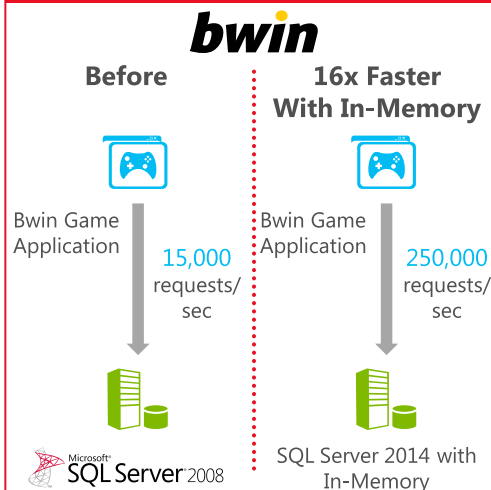 bwin
Before
Bwin Game
Application
15,000
requests/
sec
Microsoft®
SQL Server® 2008
16x Faster
With In-Memory
Bwin Game
Application
250,000
requests/
sec
SQL Server 2014 with
In-Memory